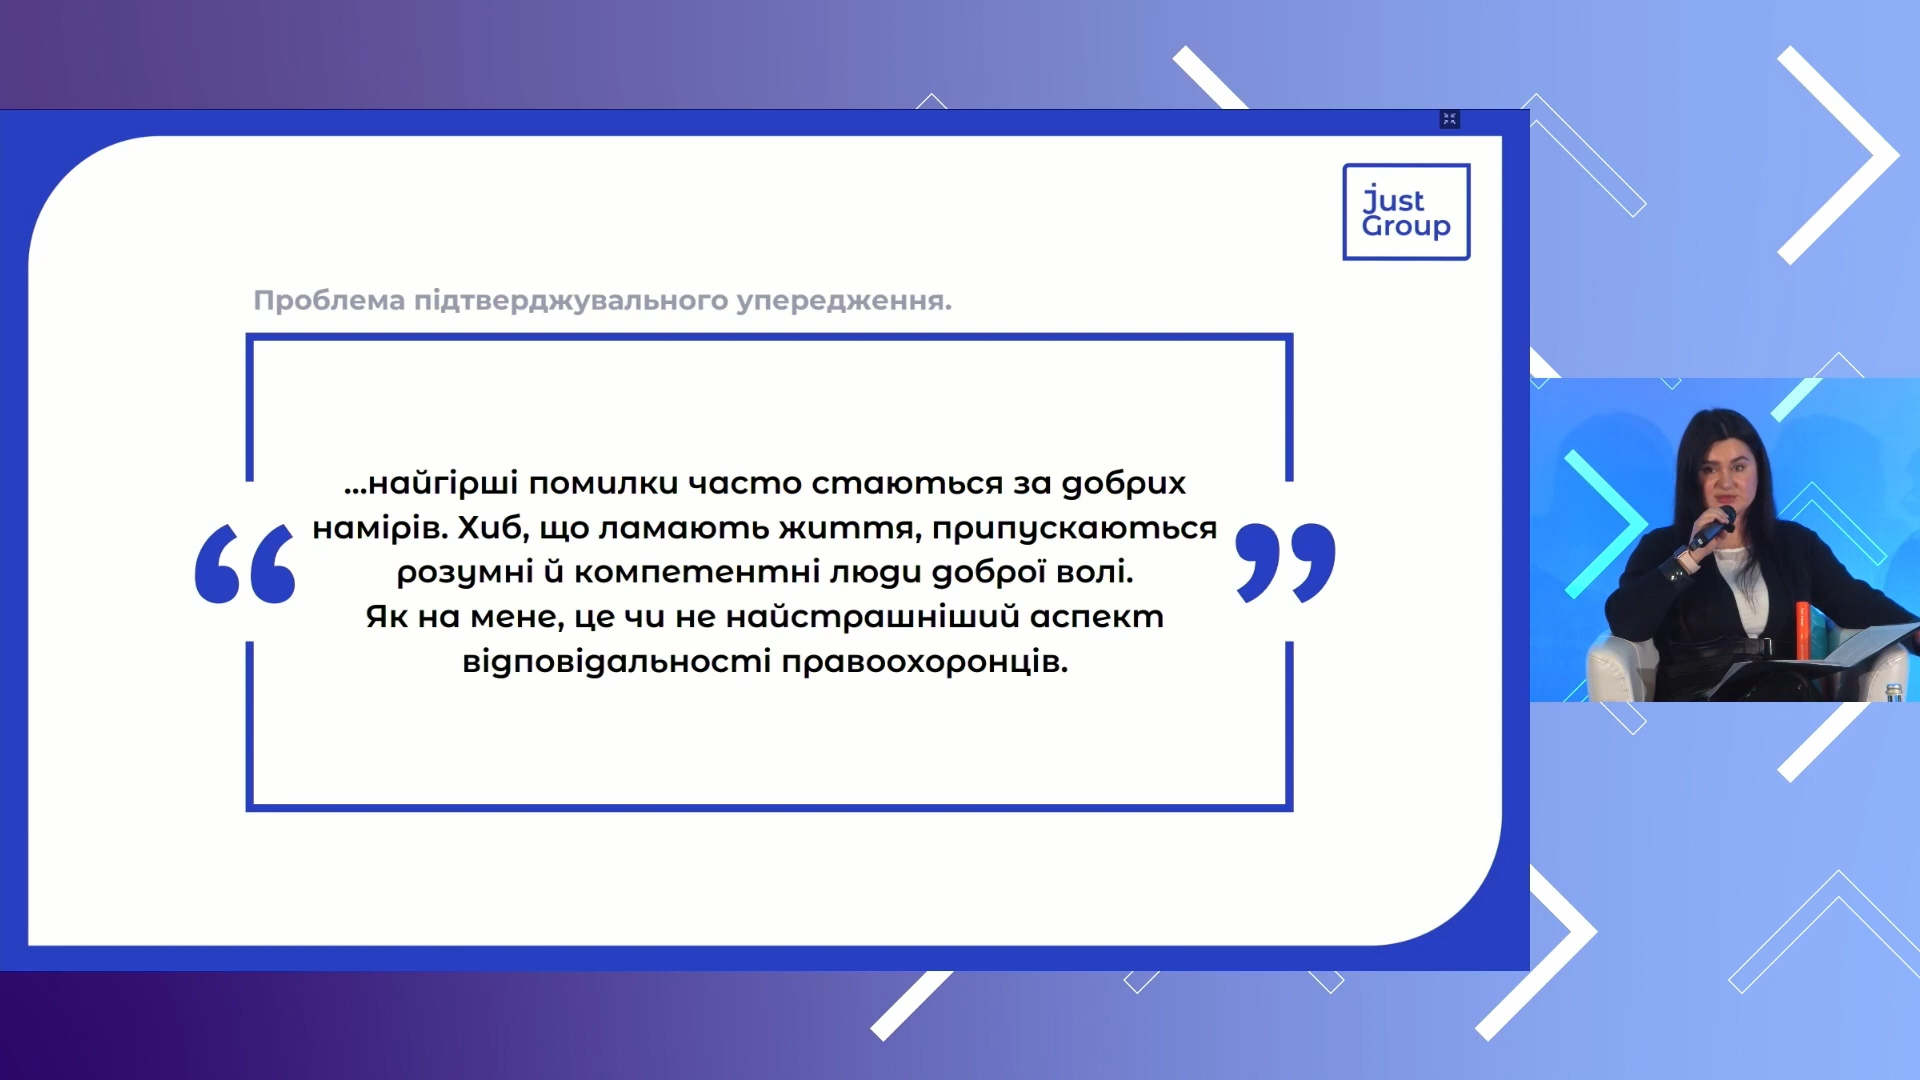 just
Group
Проблема підтверджувального упередження.
...найгірші помилки часто стаються за добрих
намірів. Хиб, що ламають життя, припускаються
розумні й компетентні люди доброї волі.
Як на мене, це чи не найстрашніший аспект
відповідальності правоохоронців.